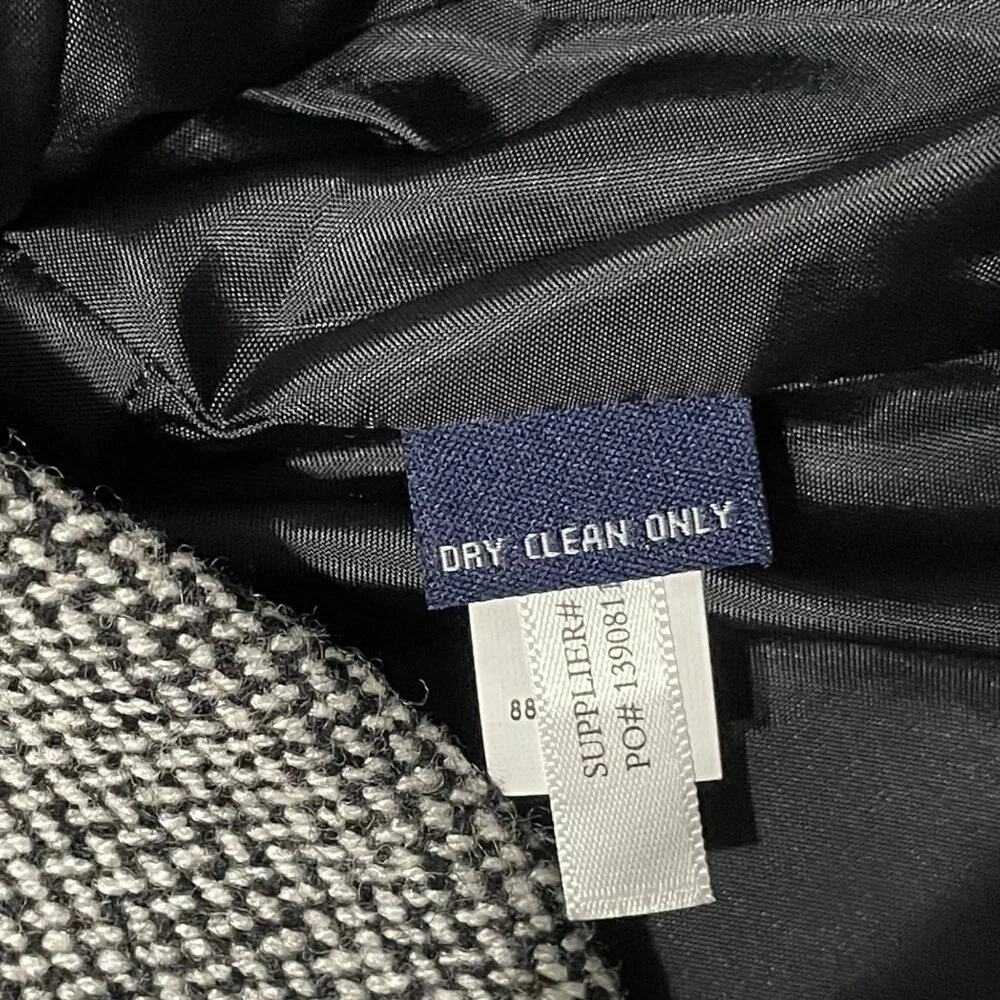 DRY CLEAN ONLY
88
SUPPLIER#
PO# 139081